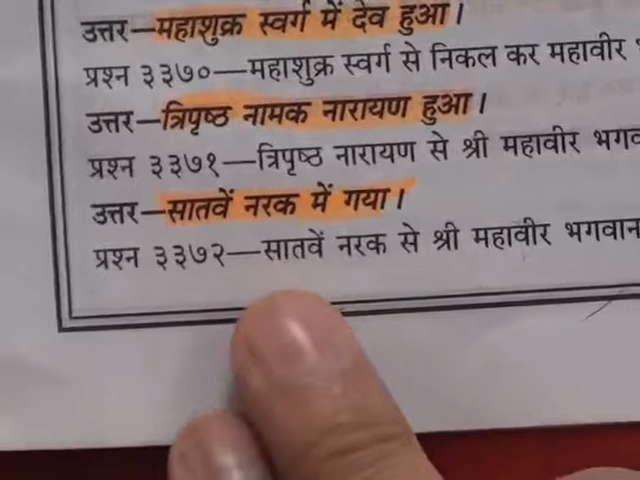 उत्तर—महाशुक्र स्वर्ग में देव हुआ।
प्रश्न ३३७०—महाशुक्र स्वर्ग से निकल कर महावीर
उत्तर—त्रिपृष्ठ नामक नारायण हुआ।
प्रश्न ३३७१—त्रिपृष्ठ नारायण से श्री महावीर
उत्तर—सातवें नरक में गया।
प्रश्न ३३७२—सातवें नरक से श्री महावीर भगवान